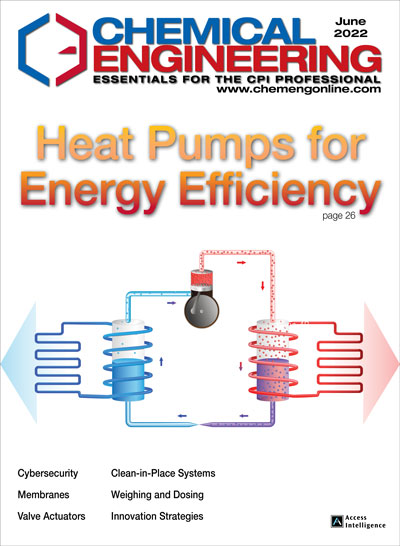 CHEMICAL
ENGINEERING
June
2022
ESSENTIALS FOR THE CPI PROFESSIONAL
www.chemengonline.com
Heat Pumps for
Energy Efficiency
page 26
Cybersecurity
Membranes
Valve Actuators
Clean-in-Place Systems
Weighing and Dosing
Innovation Strategies
Access
Intelligence